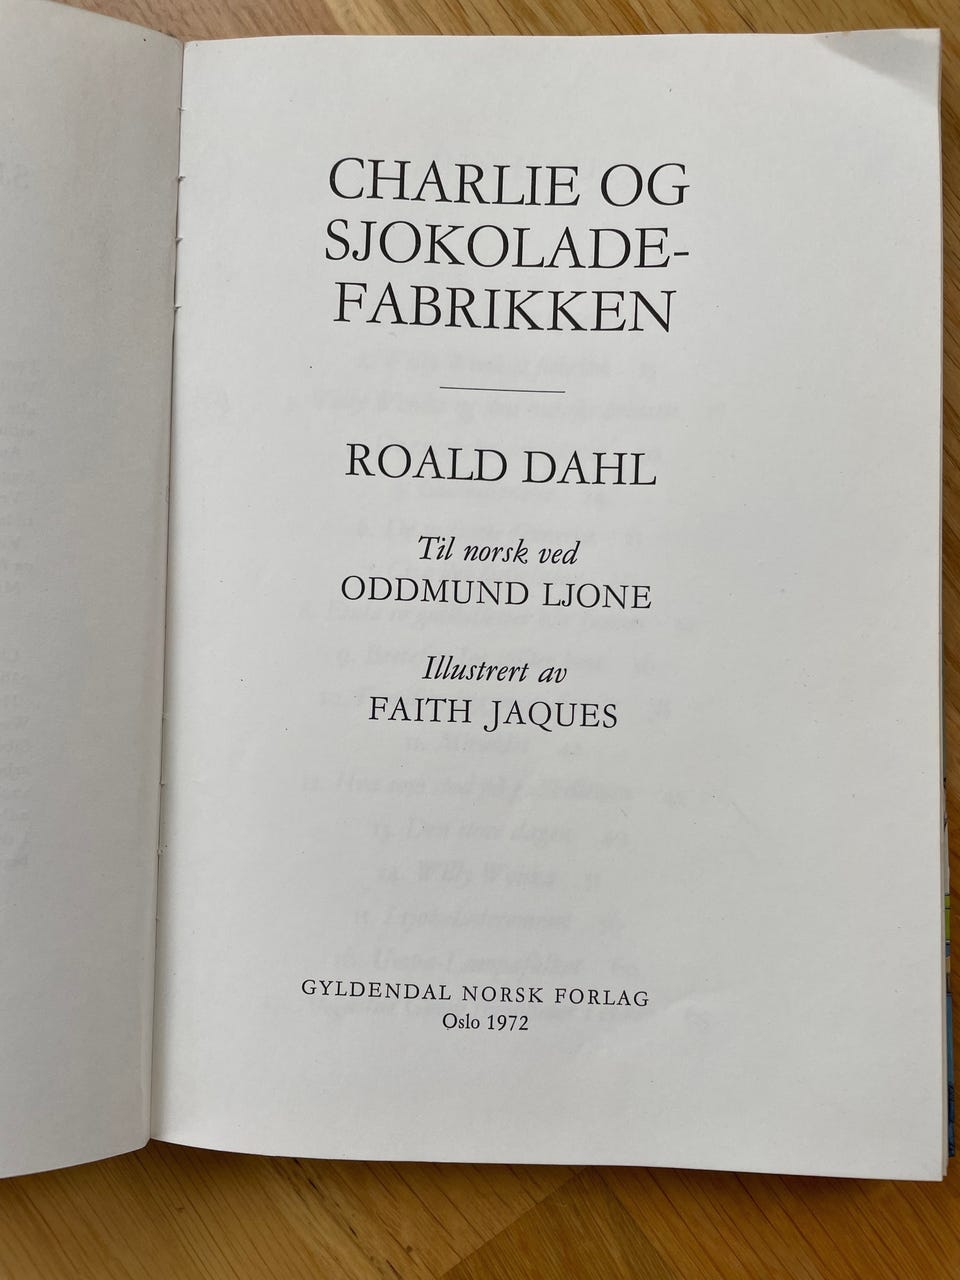 CHARLIE OG
SJOKOLADE-
FABRIKKEN
ROALD DAHL
Til norsk ved
ODDMUND LJONE
Illustrert av
FAITH JAQUES
GYLDENDAL NORSK FORLAG
Oslo 1972